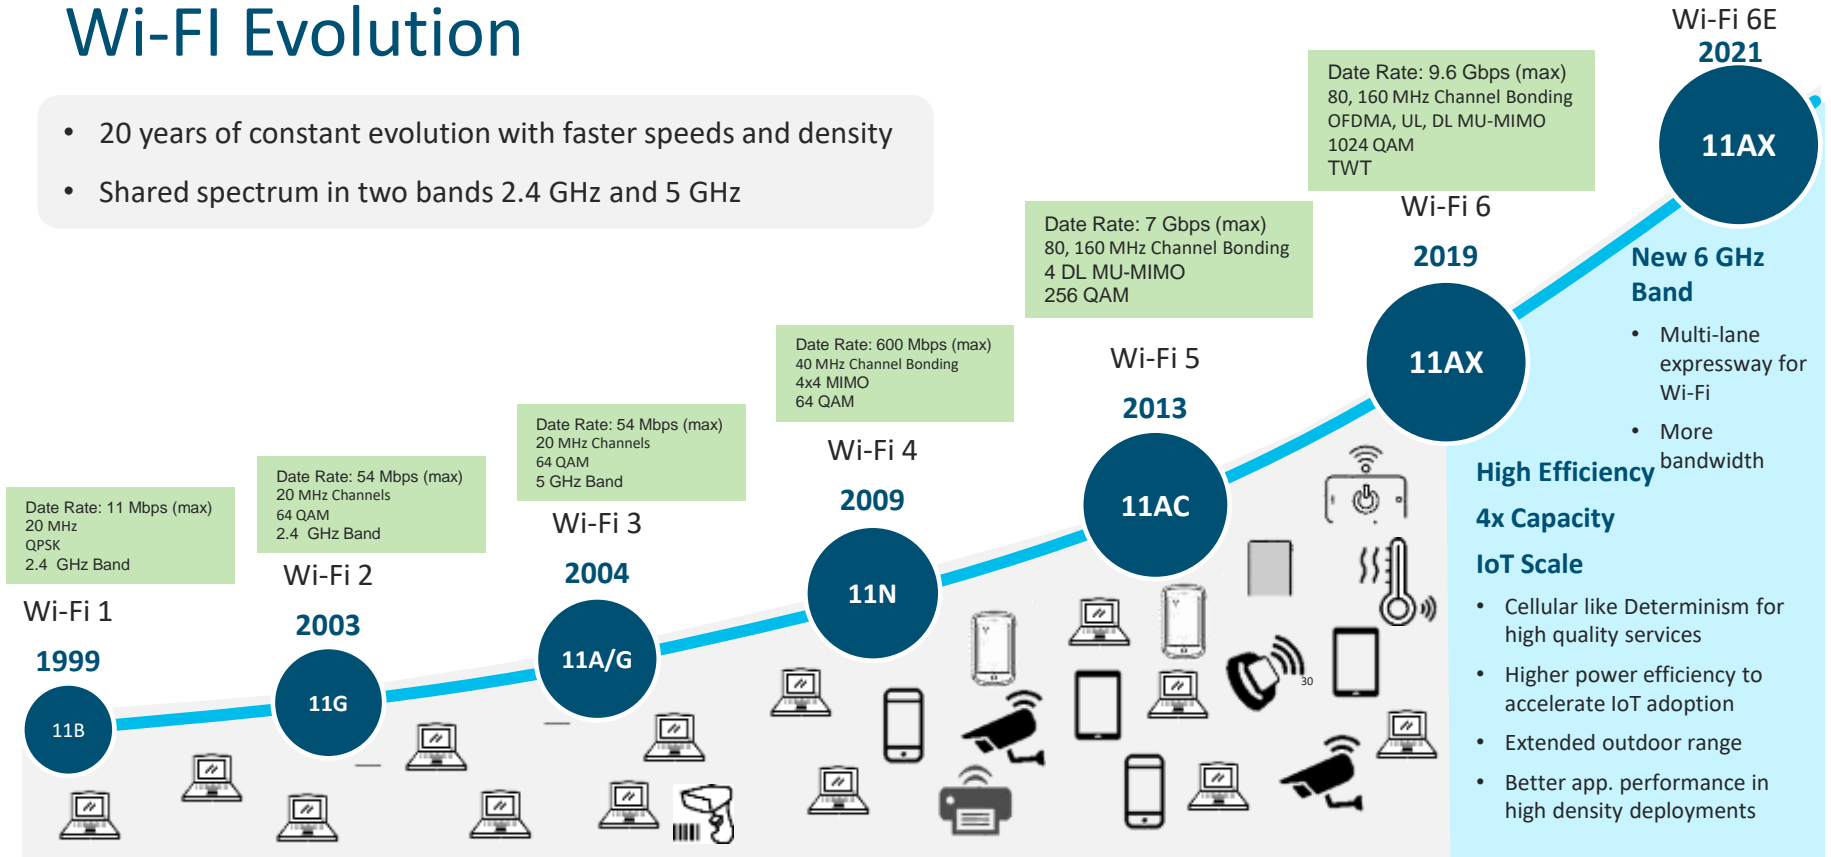 Wi-FI Evolution
• 20 years of constant evolution with faster speeds and density
• Shared spectrum in two bands 2.4 GHz and 5 GHz
Date Rate: 11 Mbps (max)
20 MHz
QPSK
2.4 GHz Band
Wi-Fi 1
1999
11B
Date Rate: 54 Mbps (max)
20 MHz Channels
64 QAM
2.4 GHz Band
Wi-Fi 2
2003
11G
Date Rate: 54 Mbps (max)
20 MHz Channels
64 QAM
5 GHz Band
Wi-Fi 3
2004
11A/G
Date Rate: 600 Mbps (max)
40 MHz Channel Bonding
4x4 MIMO
64 QAM
Wi-Fi 4
2009
11N
Date Rate: 7 Gbps (max)
80, 160 MHz Channel Bonding
4 DL MU-MIMO
256 QAM
Wi-Fi 5
2013
11AC
Date Rate: 9.6 Gbps (max)
80, 160 MHz Channel Bonding
OFDMA, UL, DL MU-MIMO
1024 QAM
TWT
Wi-Fi 6
2019
11AX
Wi-Fi 6E
2021
11AX
New 6 GHz
Band
• Multi-lane
expressway for
Wi-Fi
• More
bandwidth
High Efficiency
4x Capacity
IoT Scale
• Cellular like Determinism for
high quality services
• Higher power efficiency to
accelerate IoT adoption
• Extended outdoor range
• Better app. performance in
high density deployments
30